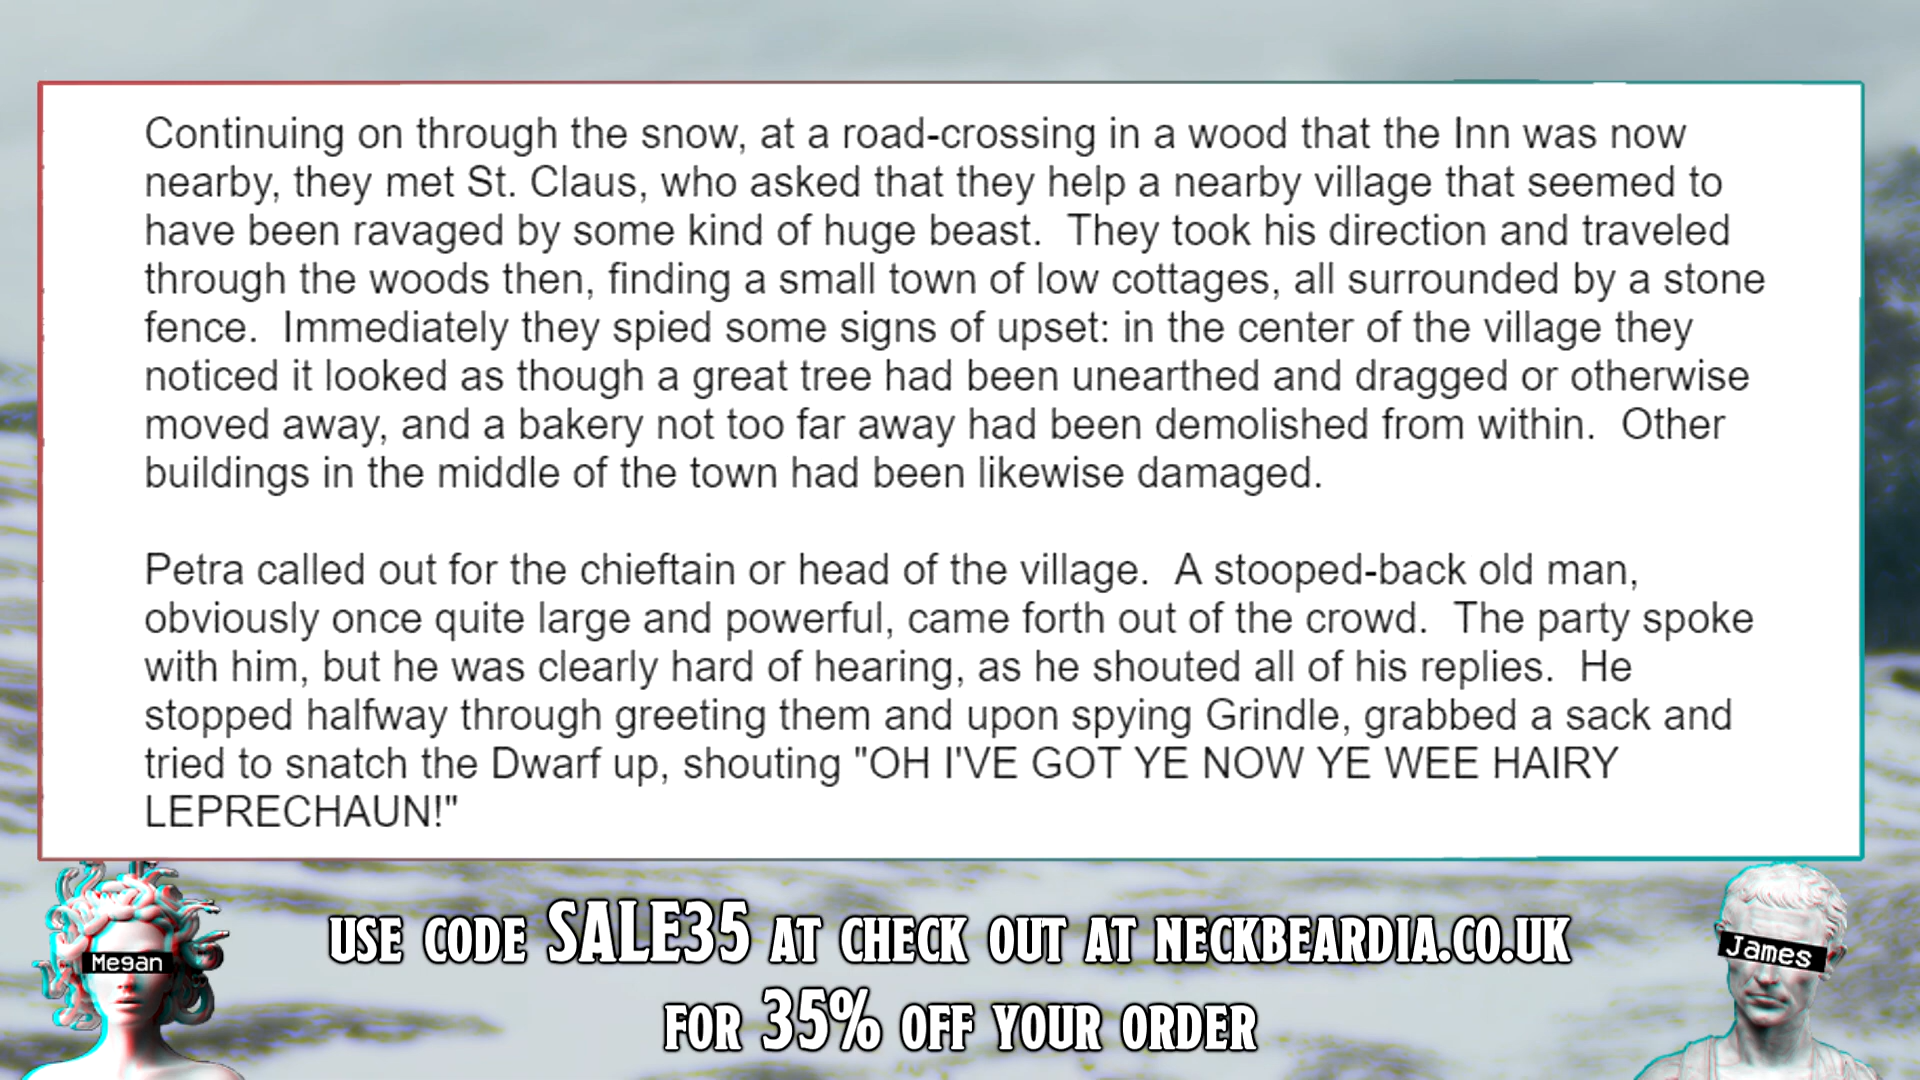 Continuing on through the snow, at a road-crossing in a wood that the Inn was now
nearby, they met St. Claus, who asked that they help a nearby village that seemed to
have been ravaged by some kind of huge beast.  They took his direction and traveled
through the woods then, finding a small town of low cottages, all surrounded by a stone
fence.  Immediately they spied some signs of upset: in the center of the village they
noticed it looked as though a great tree had been unearthed and dragged or otherwise
moved away, and a bakery not too far away had been demolished from within.  Other
buildings in the middle of the town had been likewise damaged.
Petra called out for the chieftain or head of the village.  A stooped-back old man,
obviously once quite large and powerful, came forth out of the crowd.  The party spoke
with him, but he was clearly hard of hearing, as he shouted all of his replies.  He
stopped halfway through greeting them and upon spying Grindle, grabbed a sack and
tried to snatch the Dwarf up, shouting "OH I'VE GOT YE NOW YE WEE HAIRY
LEPRECHAUN!"
Megan
USE CODE SALE35 AT CHECK OUT AT NECKBEARDIA.CO.UK
FOR 35% OFF YOUR ORDER
James